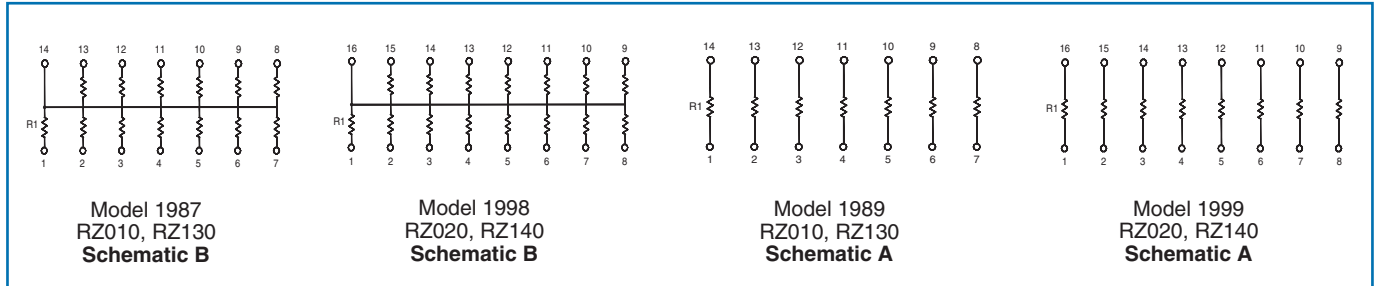 14 13 12 11 10 9 8
R1
1 2 3 4 5 6 7
Model 1987
RZ010, RZ130
Schematic B
16 15 14 13 12 11 10 9
R1
1 2 3 4 5 6 7 8
Model 1998
RZ020, RZ140
Schematic B
14 13 12 11 10 9 8
R1
1 2 3 4 5 6 7
Model 1989
RZ010, RZ130
Schematic A
16 15 14 13 12 11 10 9
R1
1 2 3 4 5 6 7 8
Model 1999
RZ020, RZ140
Schematic A